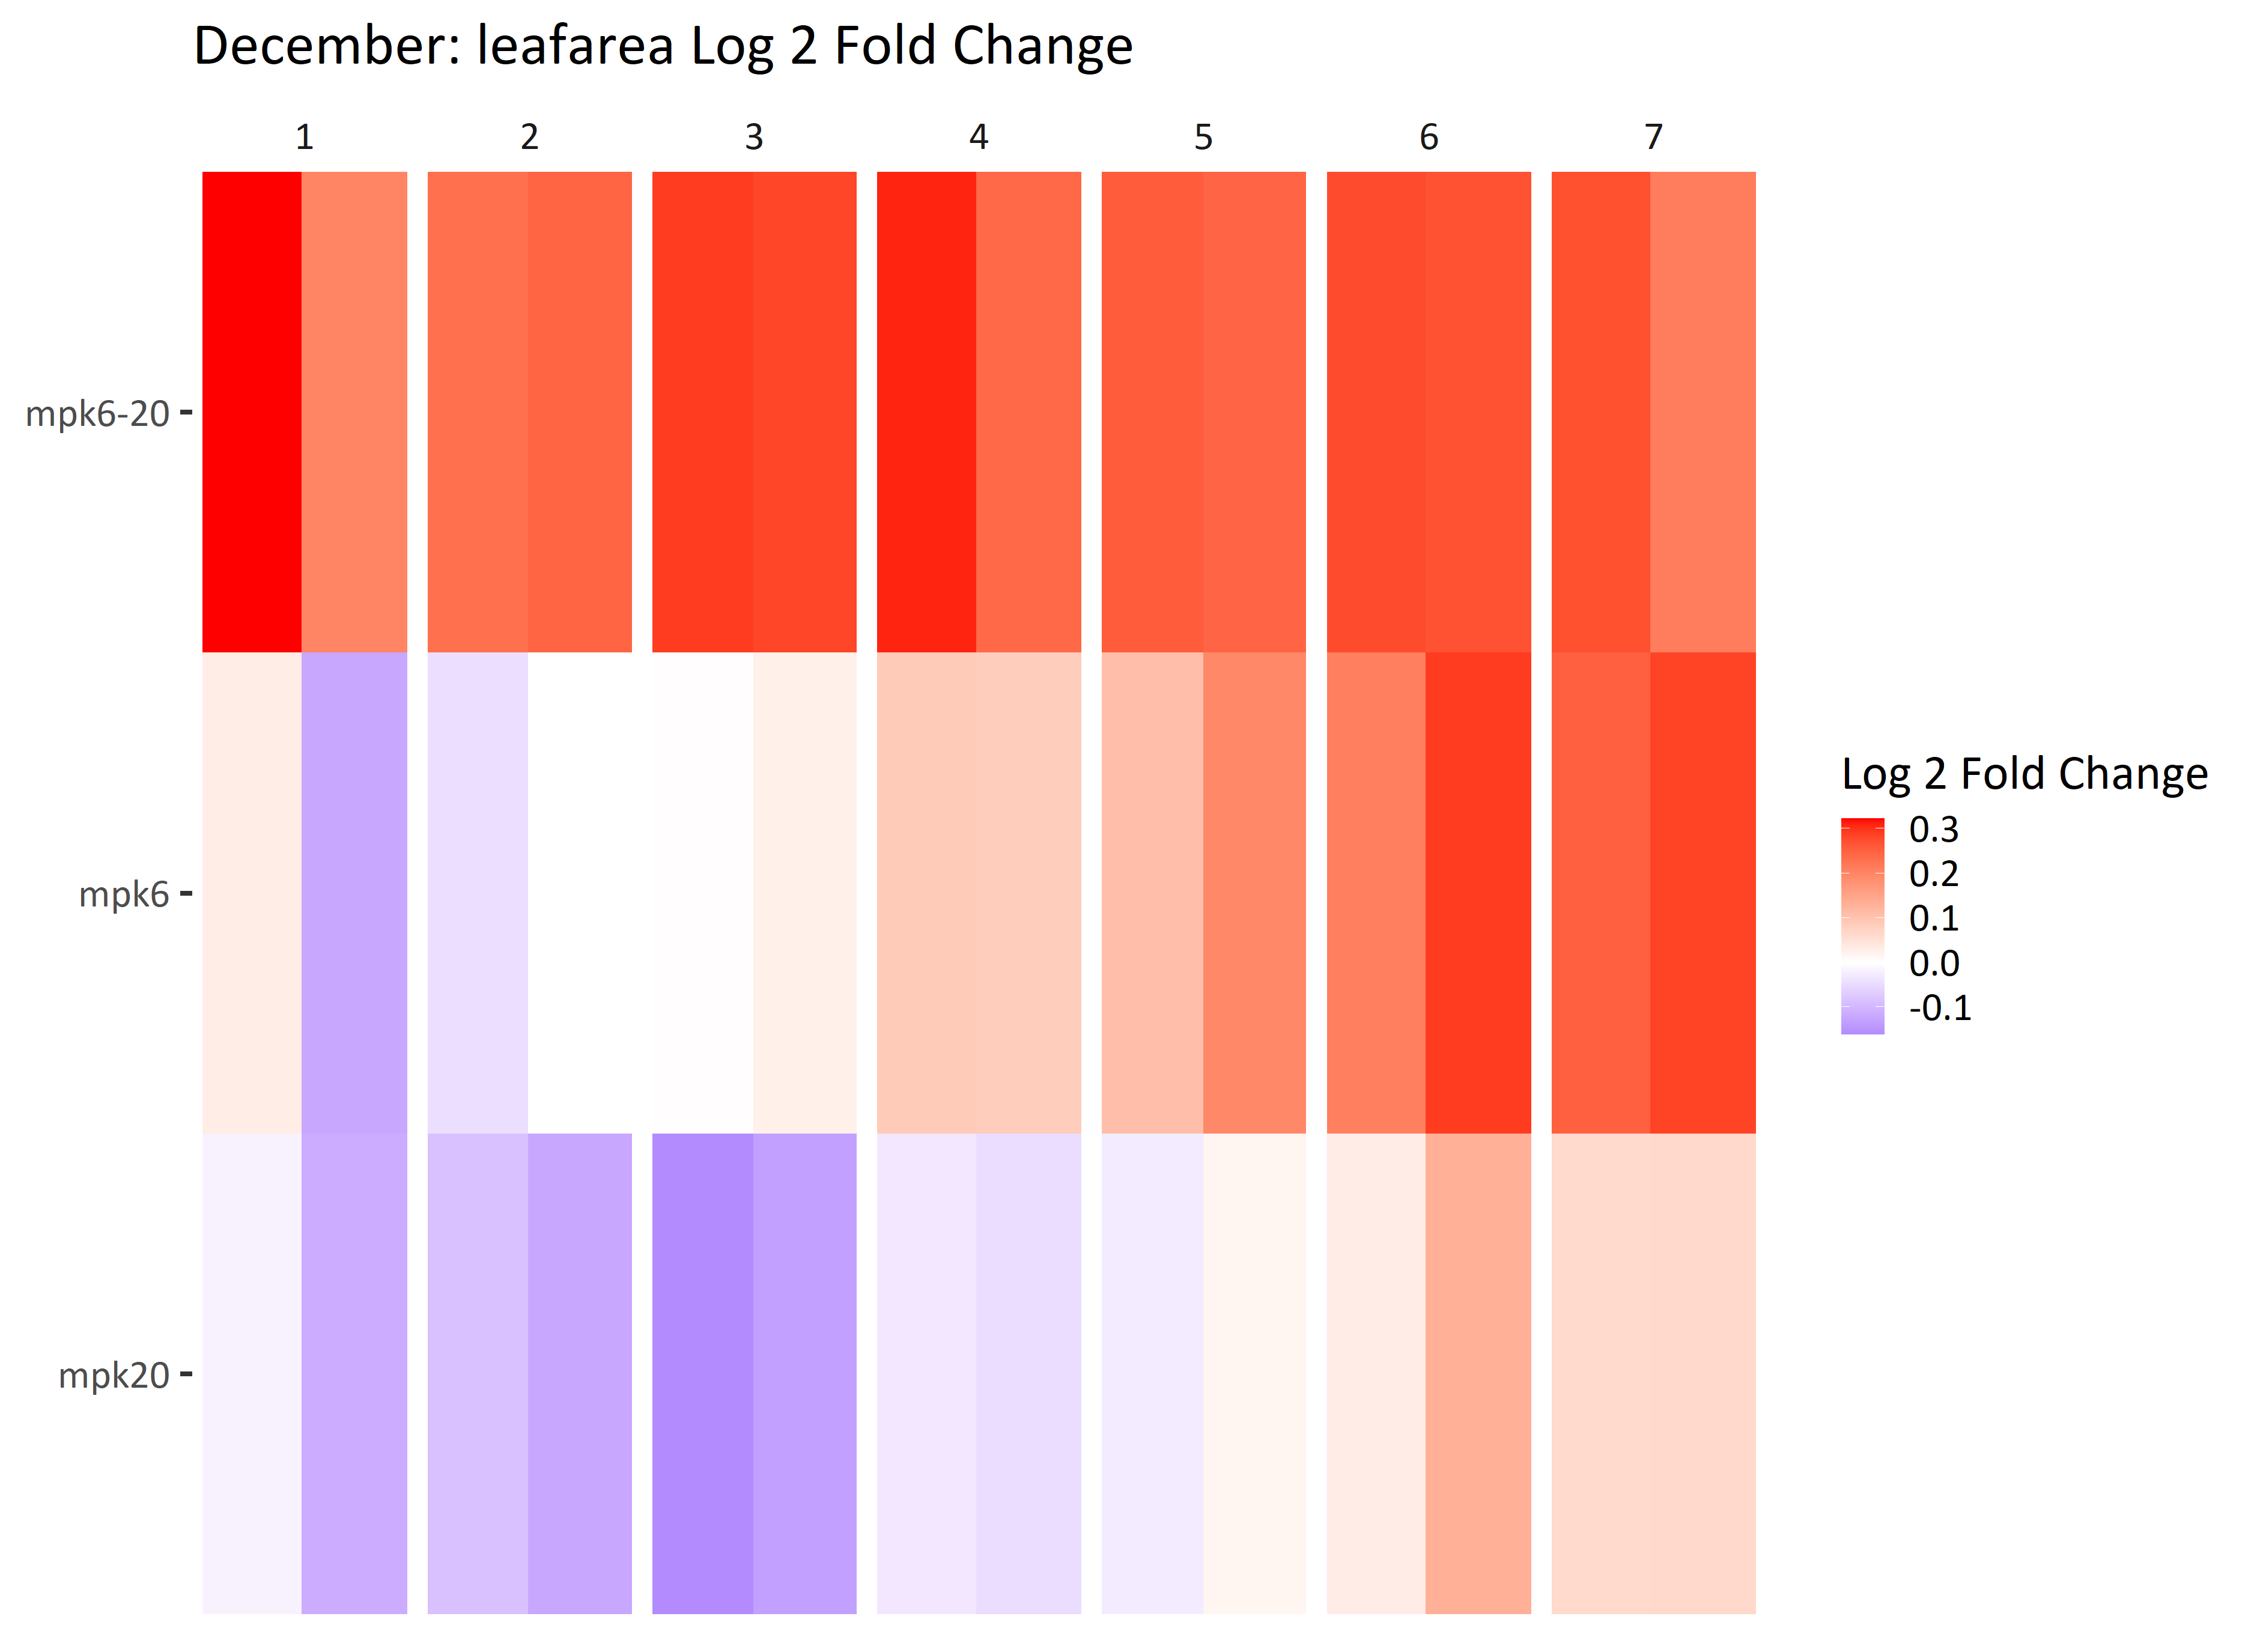 December: leafarea Log 2 Fold Change
1 2 3 4 5 6 7
mpk6-20
mpk6
mpk20
Log 2 Fold Change
0.3
0.2
0.1
0.0
-0.1